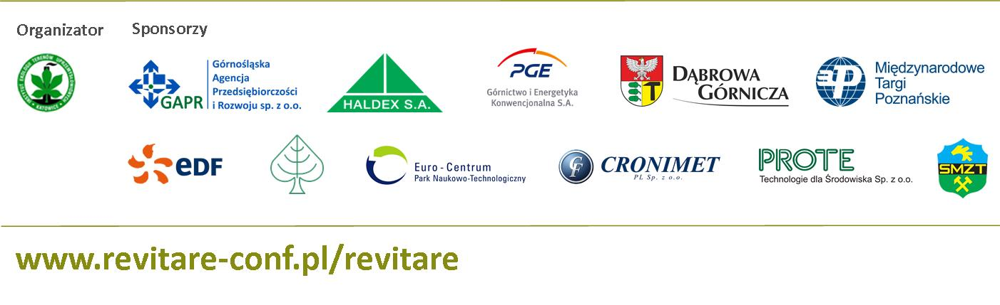 Organizator
Sponsorzy
INSTYTUT EKOLOGII TERENÓW UPRZEMYSŁOWIONYCH
KATOWICE
GAPR
Górnośląska
Agencja
Przedsiębiorczości
i Rozwoju sp. z o.o.
HALDEX S.A.
PGE
Górnictwo i Energetyka
Konwencjonalna S.A.
DĄBROWA
GÓRNICZA
Międzynarodowe
Targi
Poznańskie
eDF
Euro - Centrum
Park Naukowo-Technologiczny
CF
CRONIMET
PL Sp. z o.o.
PROTE
Technologie dla Środowiska Sp. z o.o.
SMZT
www.revitare-conf.pl/revitare